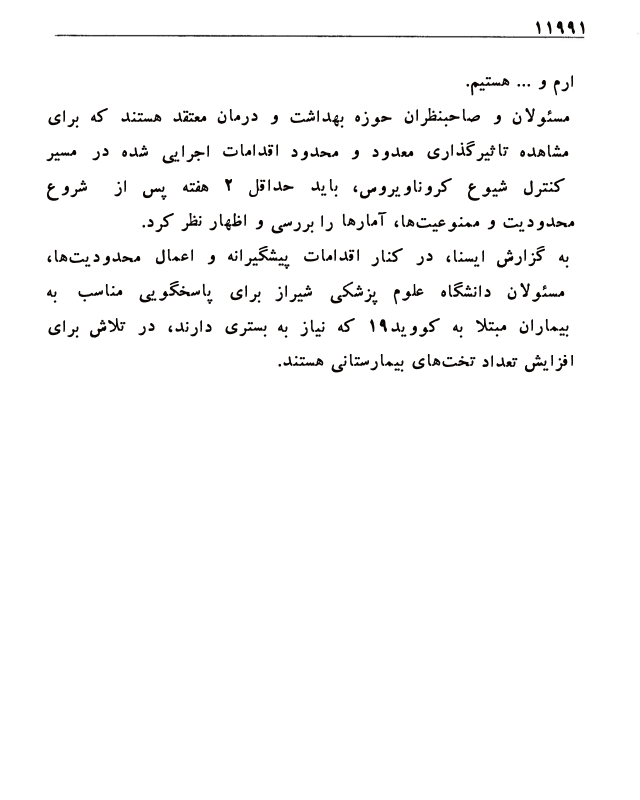 ۱۱۹۹۱
ارم و ... هستیم.
مسئولان و صاحبنظران حوزه بهداشت و درمان معتقد هستند که برای
مشاهده تاثیرگذاری معدود و محدود اقدامات اجرایی شده در مسیر
کنترل شیوع کروناویروس، باید حداقل ۲ هفته پس از شروع
محدودیت و ممنوعیت‌ها، آمارها را بررسی و اظهار نظر کرد.
به گزارش ایسنا، در کنار اقدامات پیشگیرانه و اعمال محدودیت‌ها،
مسئولان دانشگاه علوم پزشکی شیراز برای پاسخگویی مناسب به
بیماران مبتلا به کووید۱۹ که نیاز به بستری دارند، در تلاش برای
افزایش تعداد تخت‌های بیمارستانی هستند.